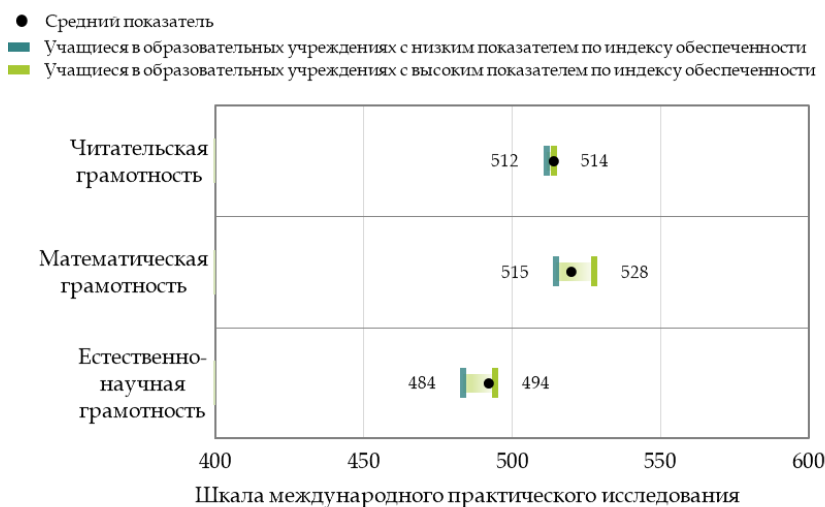 Средний показатель
Учащиеся в образовательных учреждениях с низким показателем по индексу обеспеченности
Учащиеся в образовательных учреждениях с высоким показателем по индексу обеспеченности
Читательская
грамотность
512
514
Математическая
грамотность
515
528
Естественно-
научная
грамотность
484
494
400
450
500
550
600
Шкала международного практического исследования